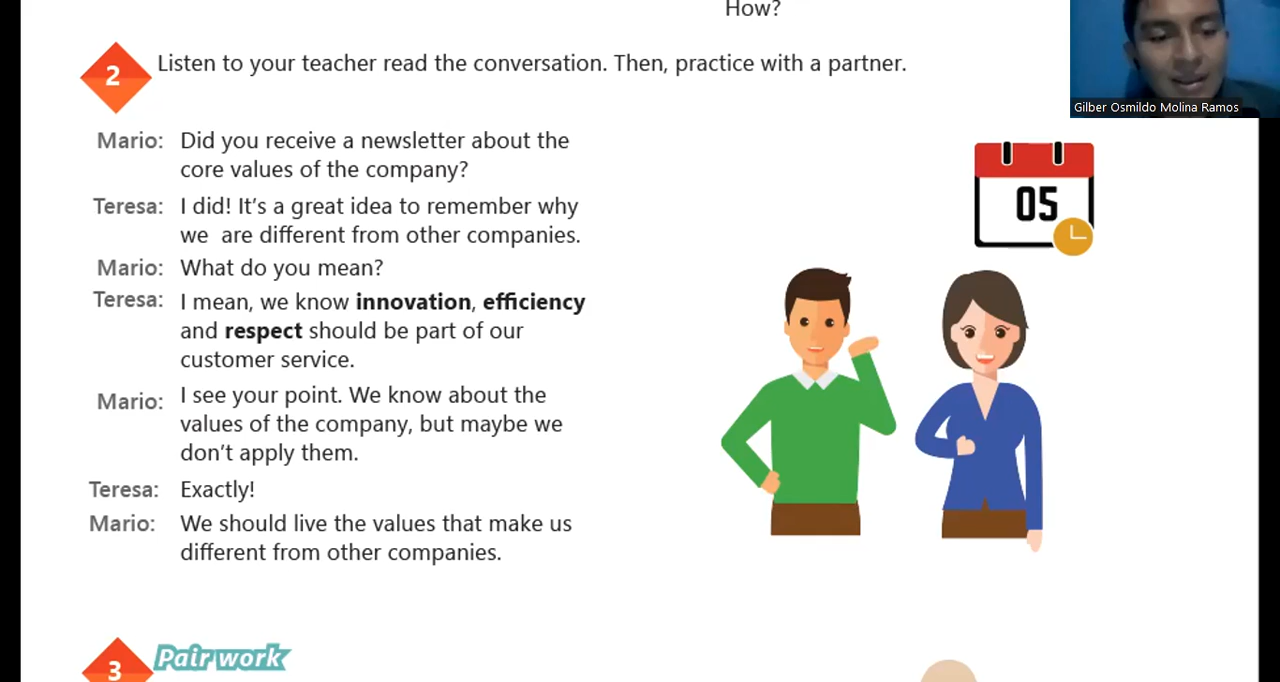 How?
2 Listen to your teacher read the conversation. Then, practice with a partner.
Gilber Osmildo Molina Ramos
Mario: Did you receive a newsletter about the
core values of the company?
Teresa: I did! It's a great idea to remember why
we are different from other companies.
Mario: What do you mean?
Teresa: I mean, we know innovation, efficiency
and respect should be part of our
customer service.
Mario: I see your point. We know about the
values of the company, but maybe we
don't apply them.
Teresa: Exactly!
Mario: We should live the values that make us
different from other companies.
05
3 Pair work